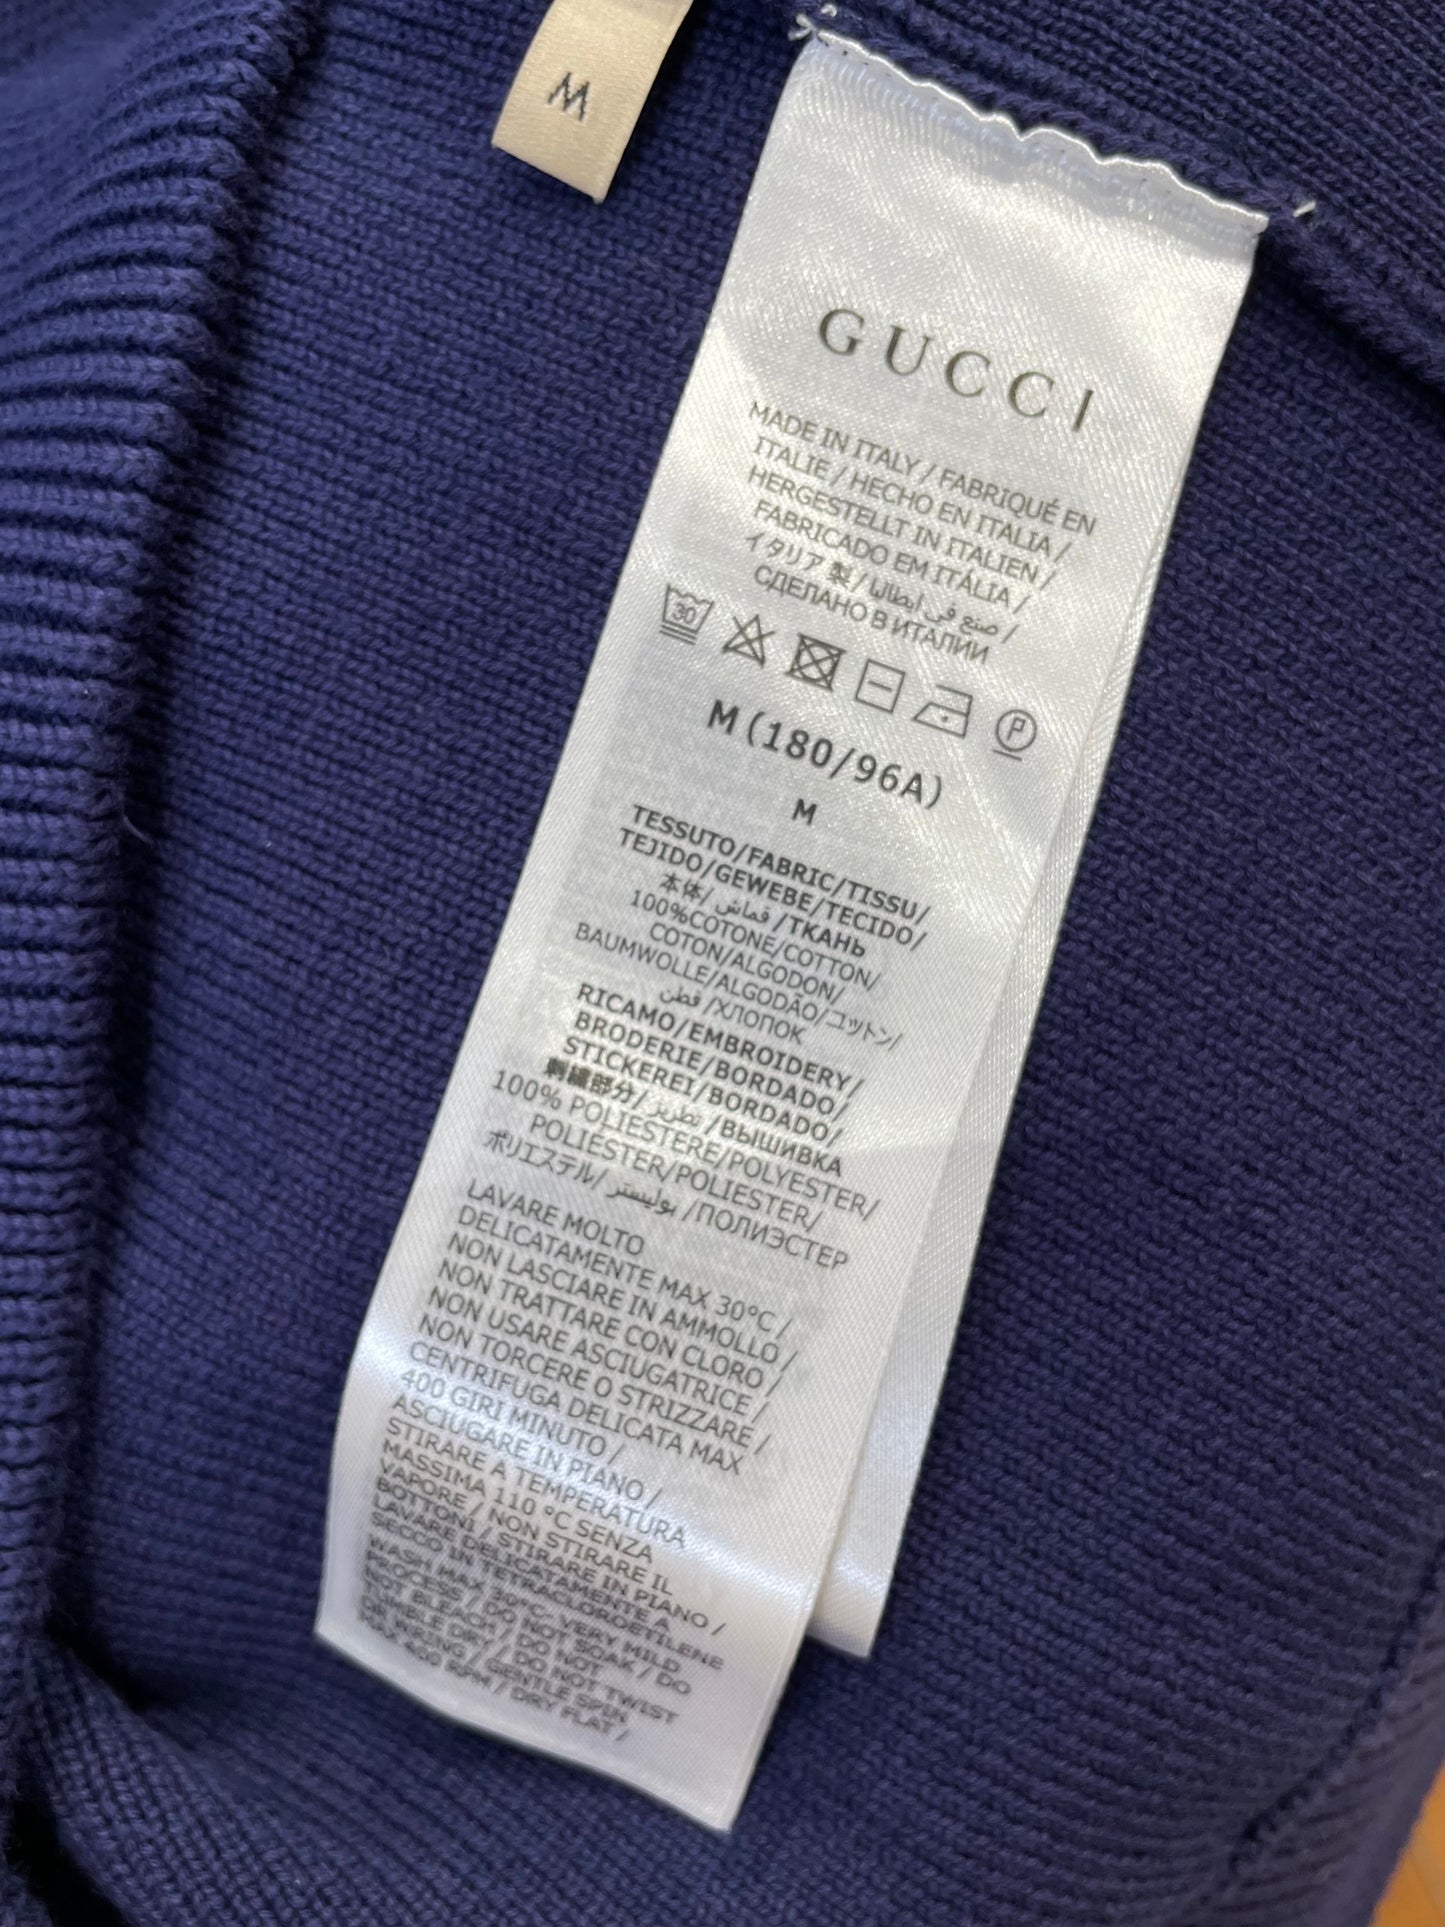 M
GUCCI
MADE IN ITALY / FABRIQUÉ EN
ITALIE / HECHO EN ITALIA /
HERGESTELLT IN ITALIEN /
FABRICADO EM ITÁLIA /
イタリア 製 / صنع في ايطاليا /
СДЕЛАНО В ИТАЛИИ
30
P
M (180/96A)
M
TESSUTO/FABRIC/TISSU/
TEJIDO/GEWEBE/TECIDO/
本体/ قماش /ТКАНЬ
100%COTONE/COTTON/
COTON/ALGODON/
BAUMWOLLE/ALGODÃO/コットン/
قطن /ХЛОПОК
RICAMO/EMBROIDERY/
BRODERIE/BORDADO/
STICKEREI/BORDADO/
刺繍部分/ تطريز /ВЫШИВКА
100% POLIESTERE/POLYESTER/
POLIÉSTER/POLIESTER/
ポリエステル/ بوليستر /ПОЛИЭСТЕР
LAVARE MOLTO
DELICATAMENTE MAX 30°C /
NON LASCIARE IN AMMOLLO /
NON TRATTARE CON CLORO /
NON USARE ASCIUGATRICE /
NON TORCERE O STRIZZARE /
CENTRIFUGA DELICATA MAX
400 GIRI MINUTO /
ASCIUGARE IN PIANO /
STIRARE A TEMPERATURA
MASSIMA 110 °C SENZA
VAPORE / NON STIRARE IL
BOTTONI / STIRARE IN PIANO /
LAVARE DELICATAMENTE A
SECCO IN TETRACLOROETILENE
WASH MAX 30°C, VERY MILD
PROCESS / DO NOT SOAK / DO
NOT BLEACH / DO NOT
TUMBLE DRY / DO NOT TWIST
/ GENTLE SPIN
MAX 400 RPM / DRY FLAT /